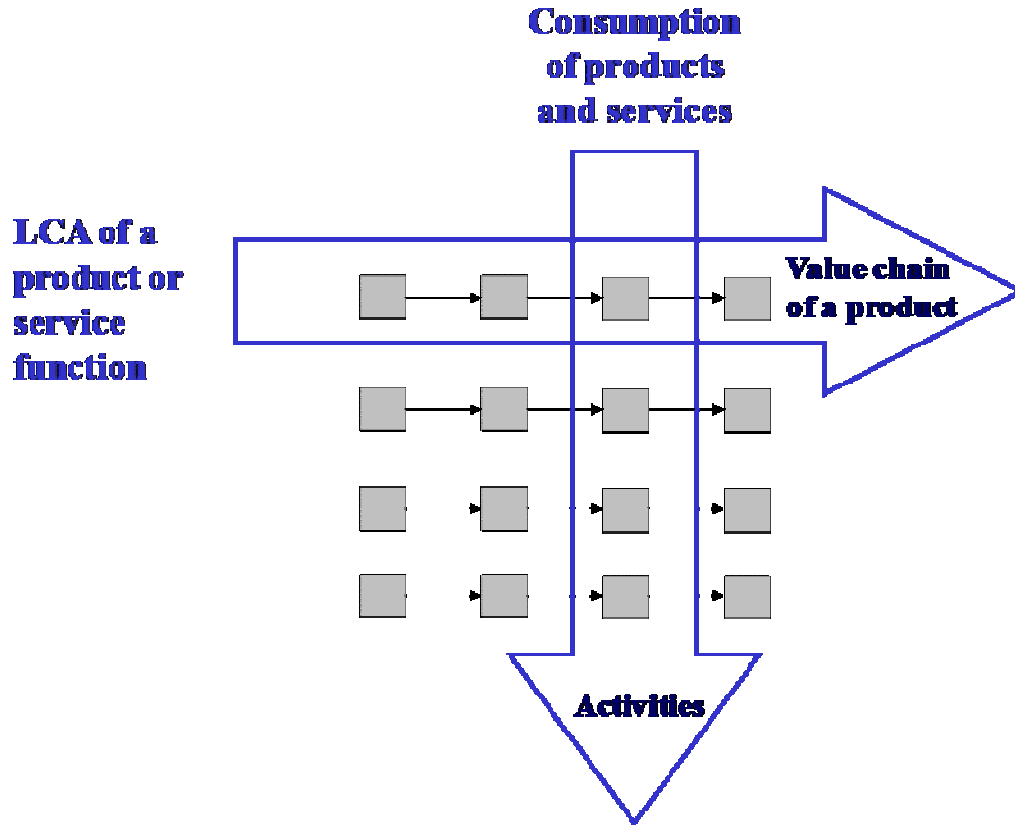 Consumption
of products
and services
LCA of a
product or
service
function
Value chain
of a product
Activities